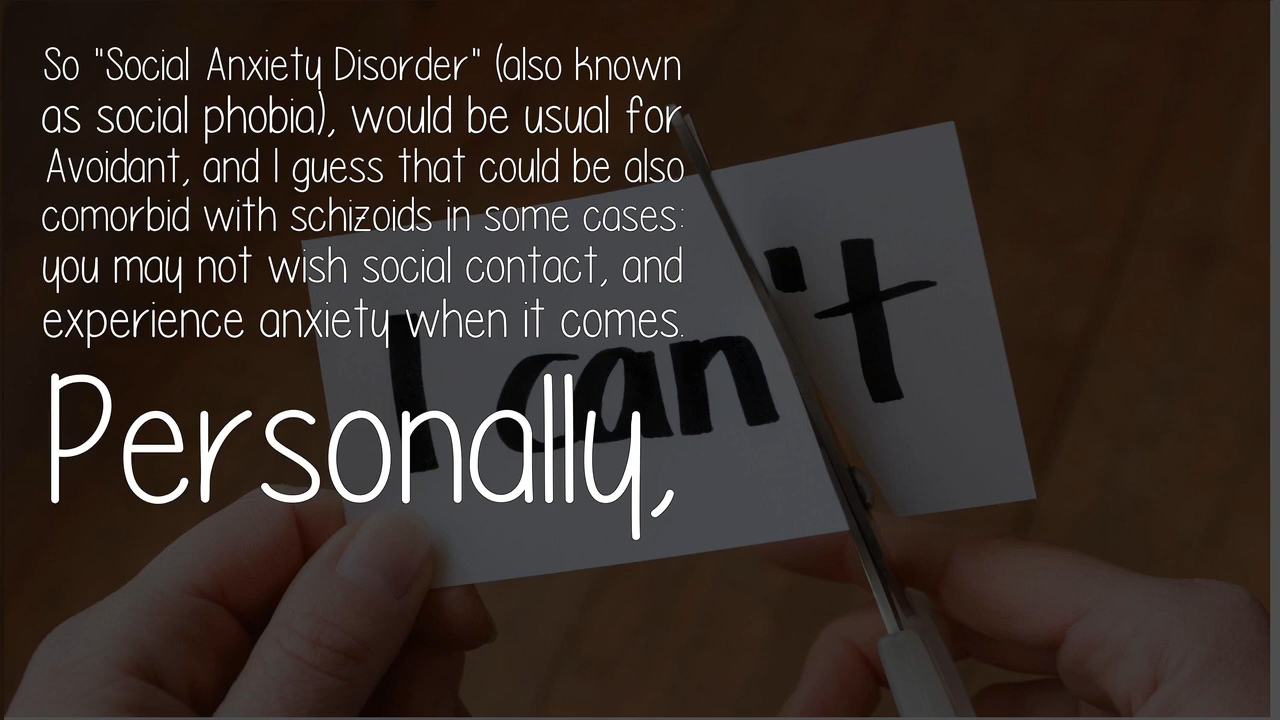 So "Social Anxiety Disorder" (also known
as social phobia), would be usual for
Avoidant, and I guess that could be also
comorbid with schizoids in some cases:
you may not wish social contact, and
experience anxiety when it comes.
Personally,
I can't